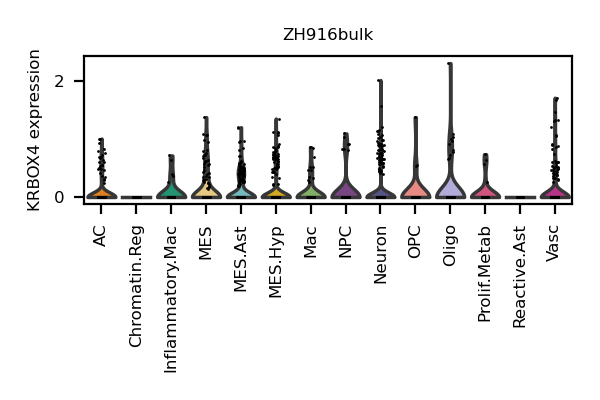 ZH916bulk
KRBOX4 expression
2
0
AC
Chromatin.Reg
Inflammatory.Mac
MES
MES.Ast
MES.Hyp
Mac
NPC
Neuron
OPC
Oligo
Prolif.Metab
Reactive.Ast
Vasc